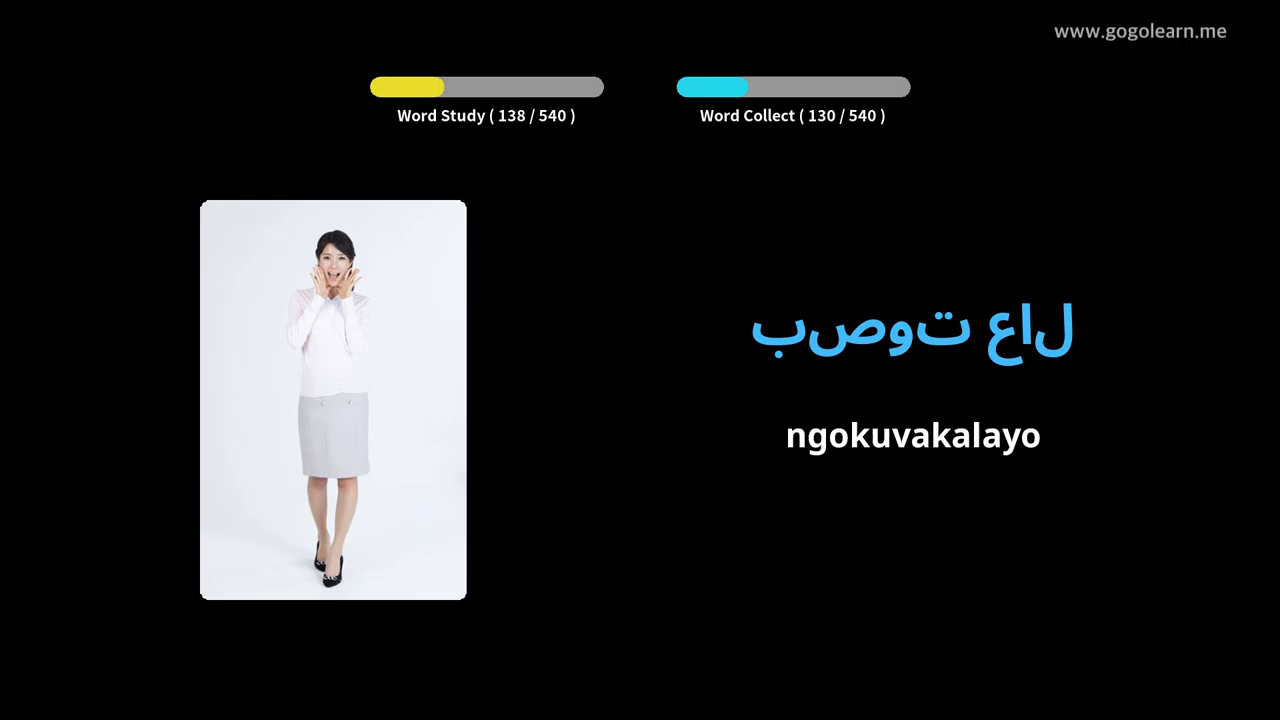 www.gogolearn.me
Word Study ( 138 / 540 )
Word Collect ( 130 / 540 )
بصوت عال
ngokuvakalayo